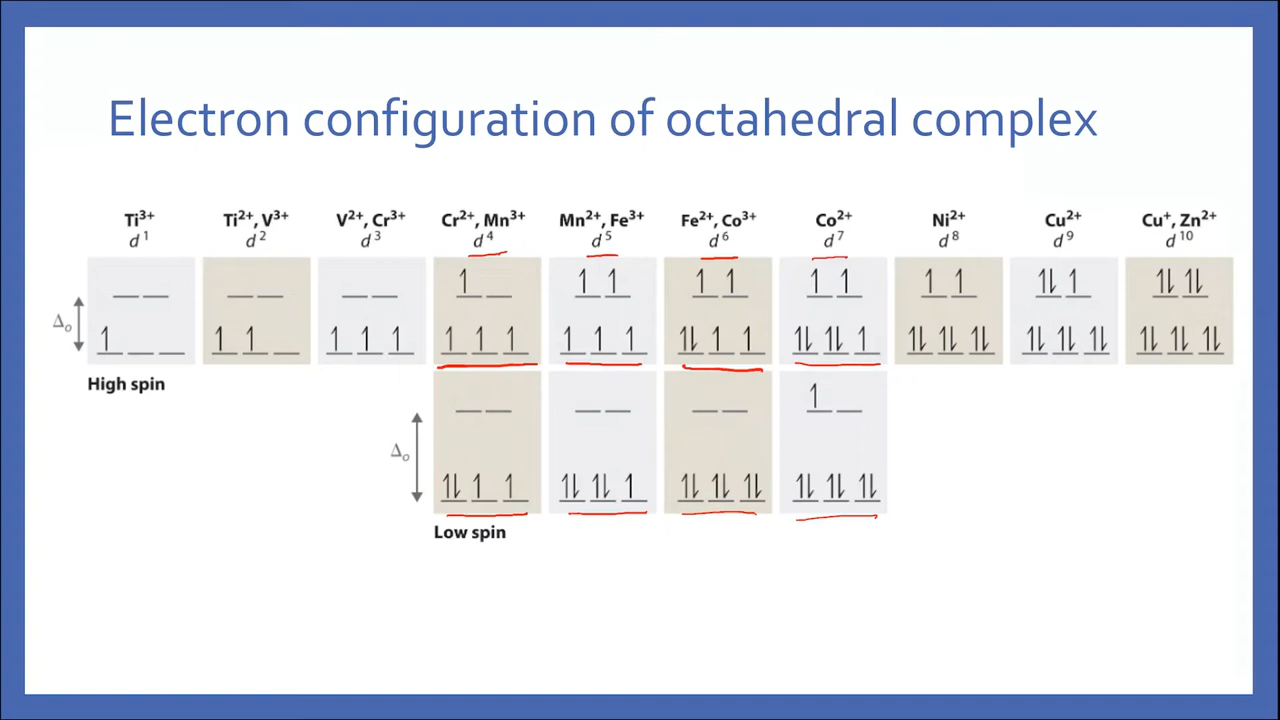 Electron configuration of octahedral complex
Ti³⁺ Ti²⁺, V³⁺ V²⁺, Cr³⁺ Cr²⁺, Mn³⁺ Mn²⁺, Fe³⁺ Fe²⁺, Co³⁺ Co²⁺ Ni²⁺ Cu²⁺ Cu⁺, Zn²⁺
d¹ d² d³ d⁴ d⁵ d⁶ d⁷ d⁸ d⁹ d¹⁰
Δₒ
High spin
Δₒ
Low spin